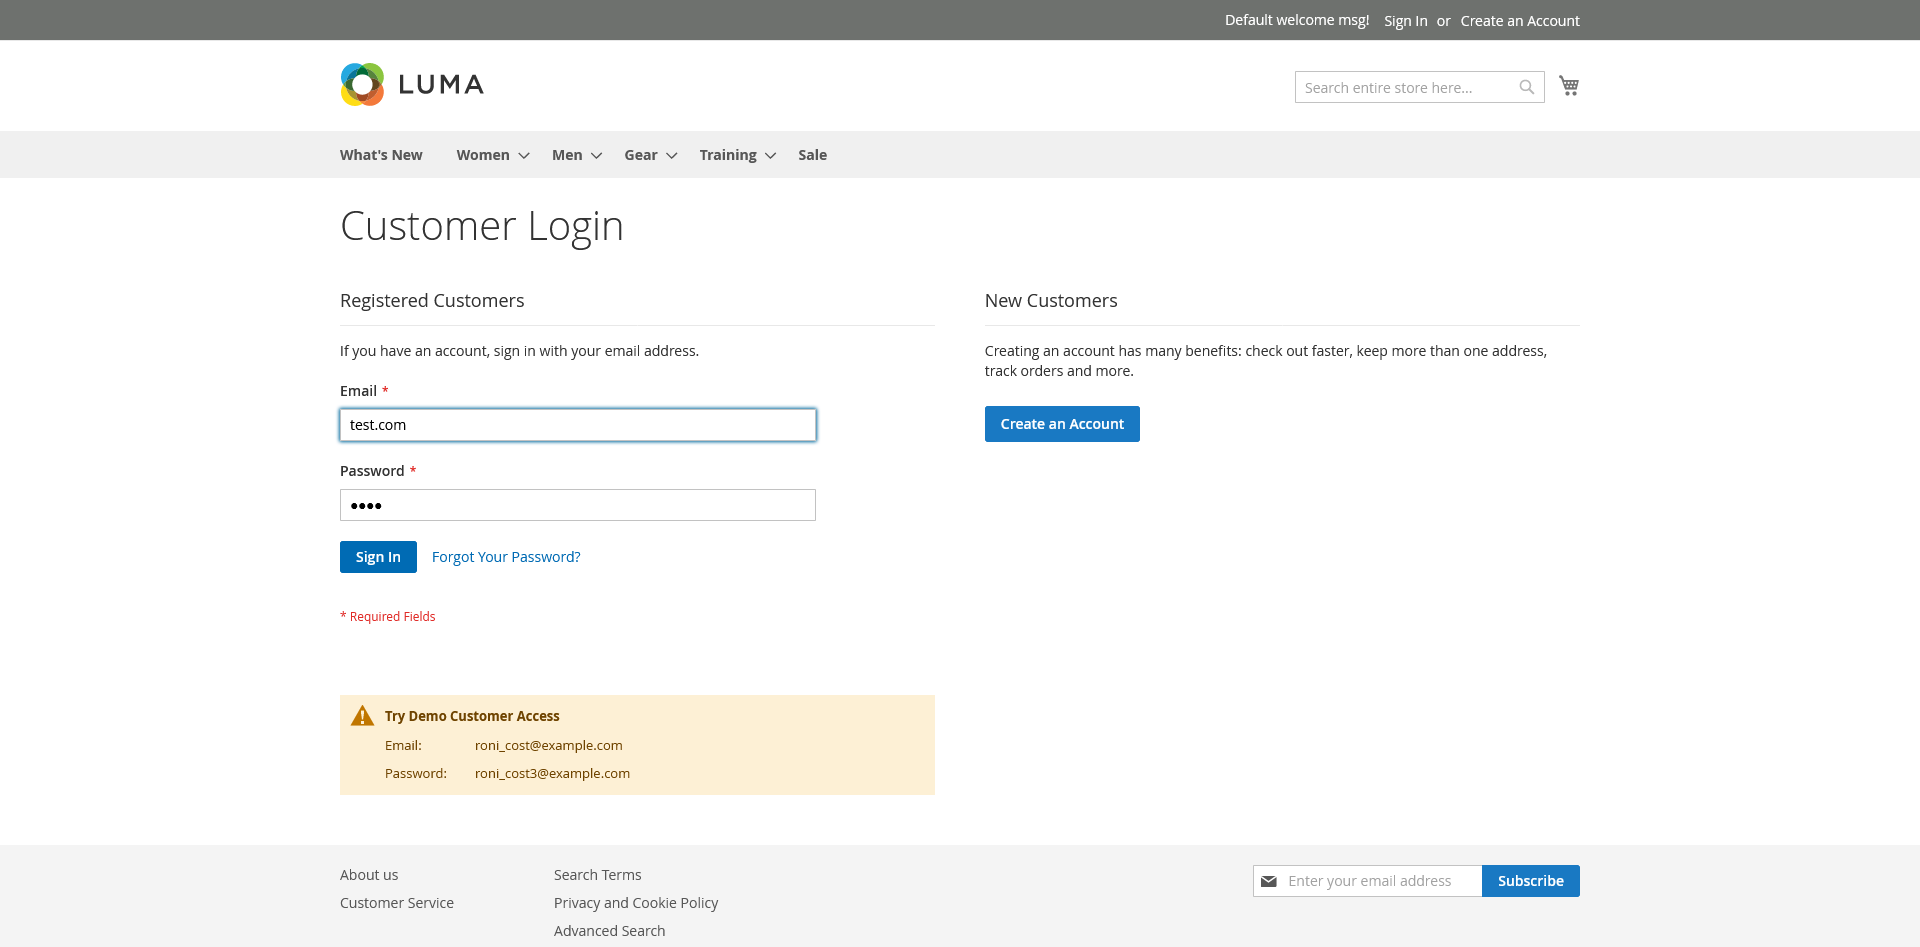 Default welcome msg! Sign In or Create an Account
LUMA
Search entire store here...
What's New Women Men Gear Training Sale
Customer Login
Registered Customers
If you have an account, sign in with your email address.
Email *
test.com
Password *
••••
Sign In Forgot Your Password?
* Required Fields
New Customers
Creating an account has many benefits: check out faster, keep more than one address,
track orders and more.
Create an Account
Try Demo Customer Access
Email: roni_cost@example.com
Password: roni_cost3@example.com
About us
Customer Service
Search Terms
Privacy and Cookie Policy
Advanced Search
Enter your email address Subscribe